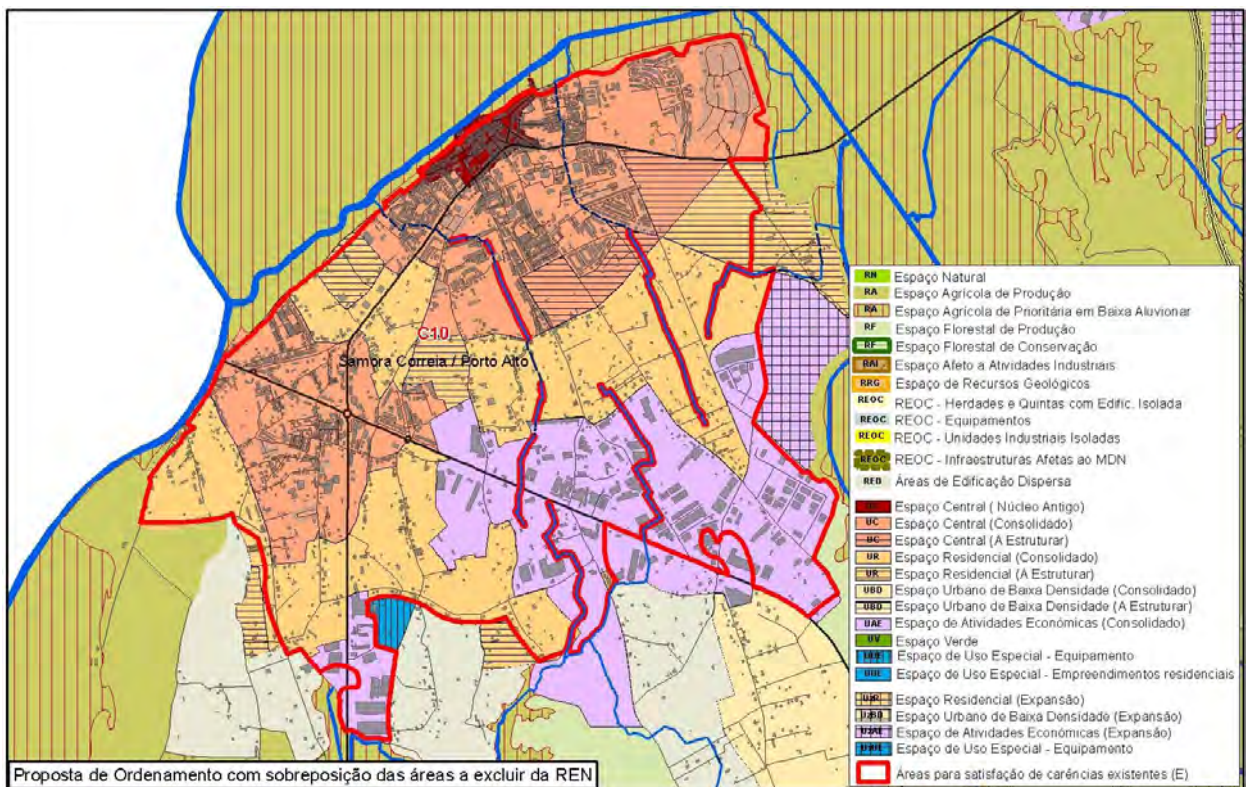 C10
Samora Correia / Porto Alto
RN Espaço Natural
RA Espaço Agrícola de Produção
RA Espaço Agrícola de Prioritária em Baixa Aluvionar
RF Espaço Florestal de Produção
RF Espaço Florestal de Conservação
RAI Espaço Afeto a Atividades Industriais
RRG Espaço de Recursos Geológicos
REOC REOC - Herdades e Quintas com Edific. Isolada
REOC REOC - Equipamentos
REOC REOC - Unidades Industriais Isoladas
REOC REOC - Infraestruturas Afetas ao MDN
RED Áreas de Edificação Dispersa
Espaço Central ( Núcleo Antigo)
UC Espaço Central (Consolidado)
UC Espaço Central (A Estruturar)
UR Espaço Residencial (Consolidado)
UR Espaço Residencial (A Estruturar)
UBD Espaço Urbano de Baixa Densidade (Consolidado)
UBD Espaço Urbano de Baixa Densidade (A Estruturar)
UAE Espaço de Atividades Económicas (Consolidado)
UV Espaço Verde
UUE Espaço de Uso Especial - Equipamento
UUE Espaço de Uso Especial - Empreendimentos residenciais
Espaço Residencial (Expansão)
Espaço Urbano de Baixa Densidade (Expansão)
Espaço de Atividades Económicas (Expansão)
Espaço de Uso Especial - Equipamento
Áreas para satisfação de carências existentes (E)
Proposta de Ordenamento com sobreposição das áreas a excluir da REN